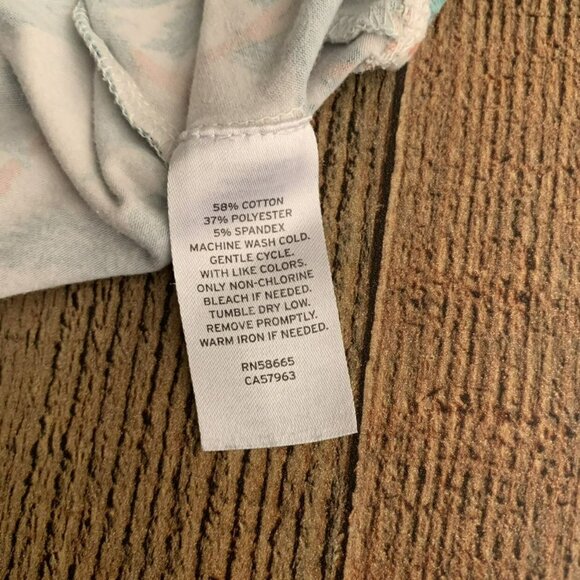 58% COTTON
37% POLYESTER
5% SPANDEX
MACHINE WASH COLD.
GENTLE CYCLE.
WITH LIKE COLORS.
ONLY NON-CHLORINE
BLEACH IF NEEDED.
TUMBLE DRY LOW.
REMOVE PROMPTLY.
WARM IRON IF NEEDED.
RN58665
CA57963